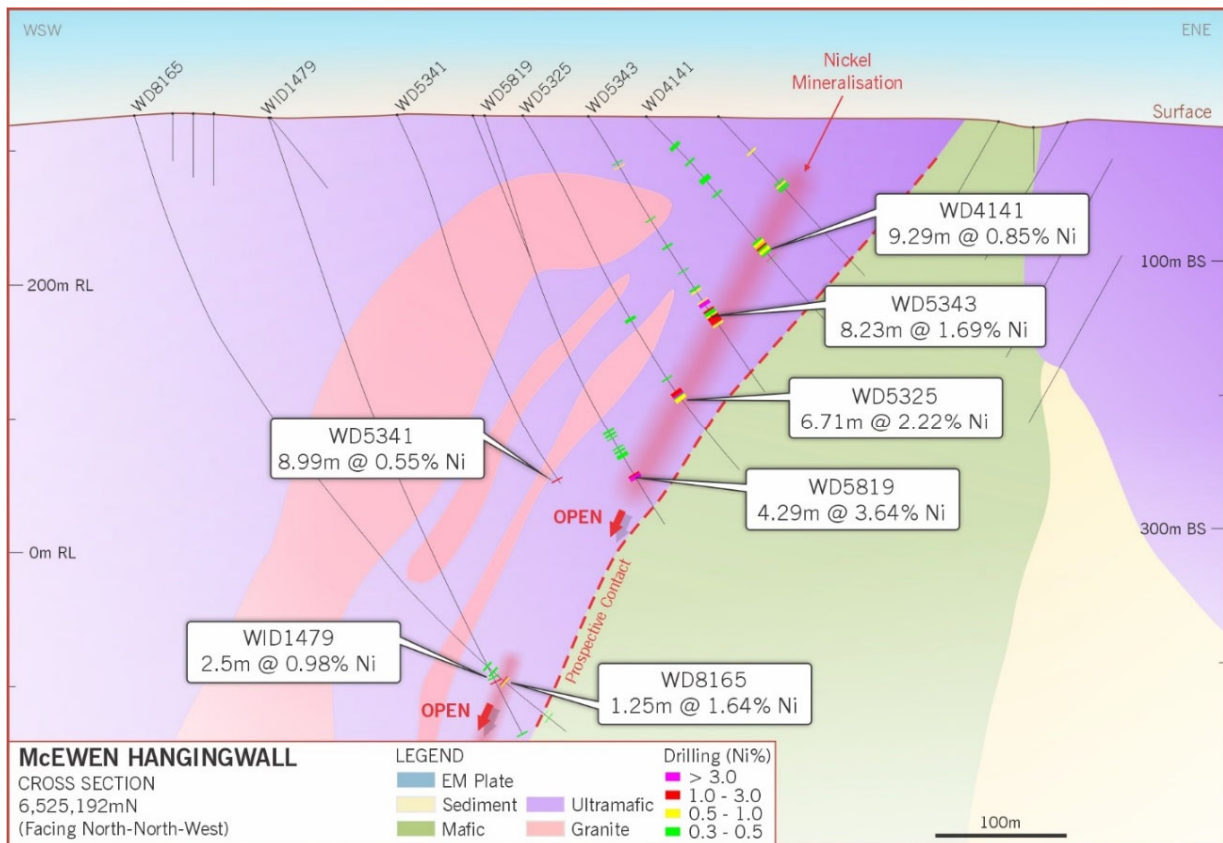 WSW
ENE
WD8165
WID1479
WD5341
WD5819
WD5325
WD5343
WD4141
Nickel
Mineralisation
Surface
WD4141
9.29m @ 0.85% Ni
100m BS
200m RL
WD5343
8.23m @ 1.69% Ni
WD5325
6.71m @ 2.22% Ni
WD5341
8.99m @ 0.55% Ni
WD5819
4.29m @ 3.64% Ni
OPEN
300m BS
0m RL
Prospective Contact
WID1479
2.5m @ 0.98% Ni
WD8165
1.25m @ 1.64% Ni
OPEN
McEWEN HANGINGWALL
CROSS SECTION
6,525,192mN
(Facing North-North-West)
LEGEND
EM Plate
Sediment
Ultramafic
Mafic
Granite
Drilling (Ni%)
> 3.0
1.0 - 3.0
0.5 - 1.0
0.3 - 0.5
100m